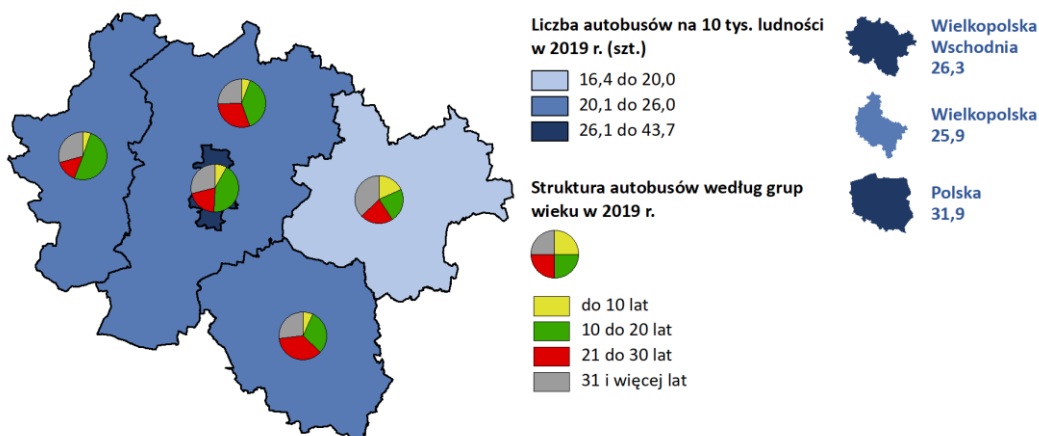 Liczba autobusów na 10 tys. ludności
w 2019 r. (szt.)
16,4 do 20,0
20,1 do 26,0
26,1 do 43,7
Struktura autobusów według grup
wieku w 2019 r.
do 10 lat
10 do 20 lat
21 do 30 lat
31 i więcej lat
Wielkopolska
Wschodnia
26,3
Wielkopolska
25,9
Polska
31,9